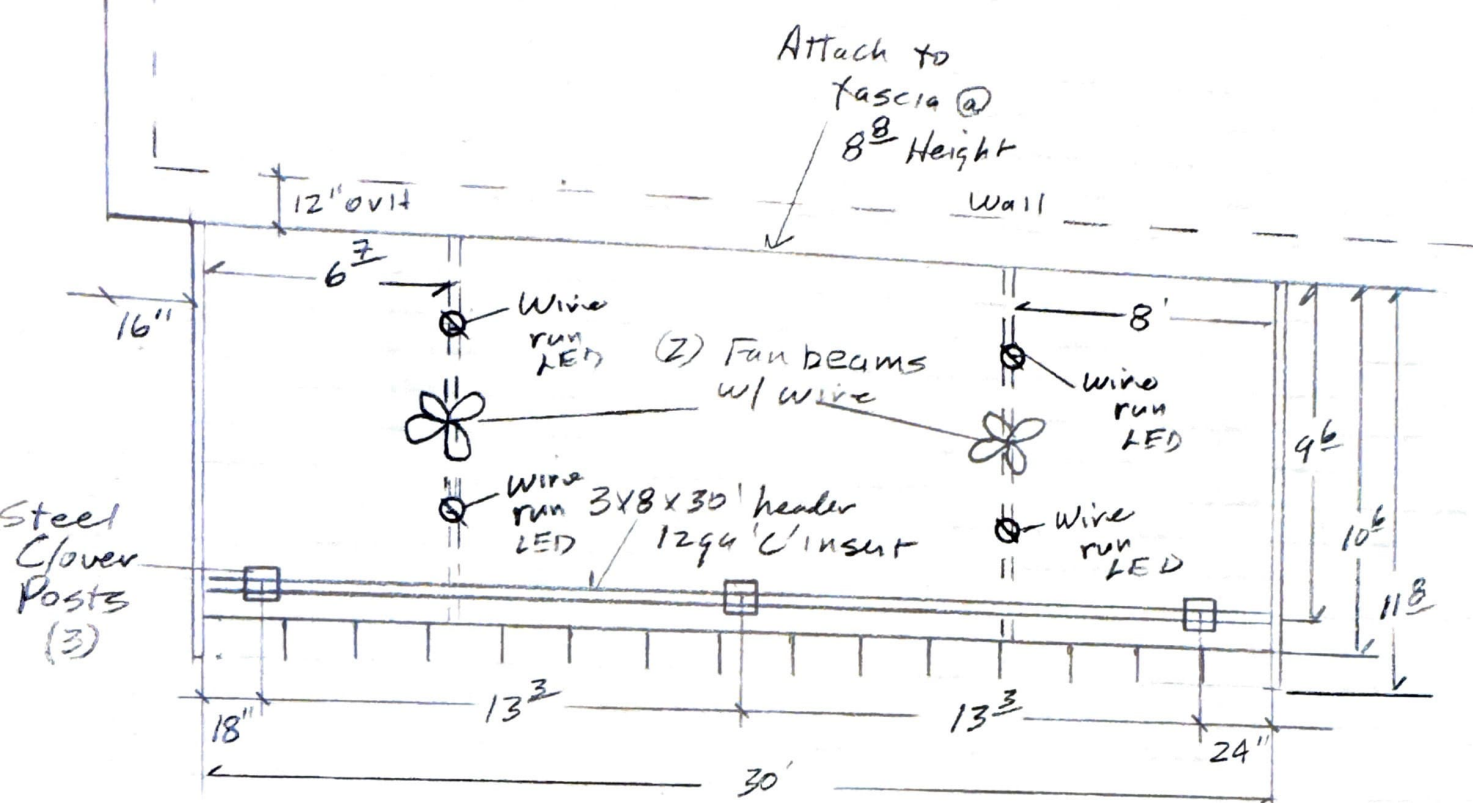 Attach to
fascia @
8 8 Height
12" ovh
Wall
6 7
16"
8'
Wire
run
LED
(2) Fan beams
w/ wire
wire
run
LED
9 6
10 6
11 8
Steel
Clover
Posts
(3)
Wire
run
LED
3x8x30' header
12ga 'C' insert
Wire
run
LED
18"
13 3
13 3
24"
30'